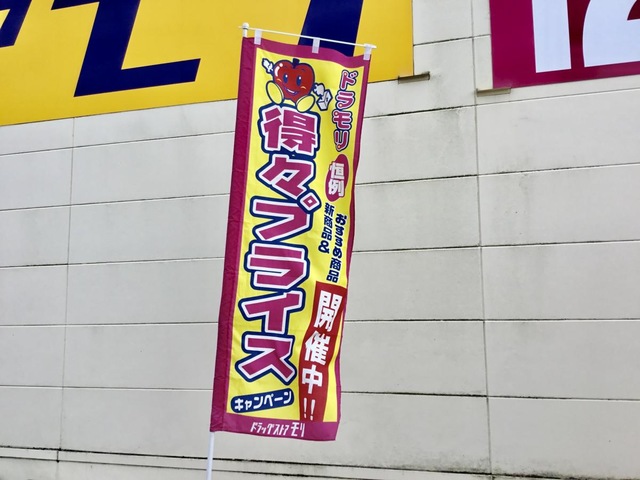 ドラモリ
恒例
おすすめ商品
新商品&
開催中!!
得々プライス
キャンペーン
ドラッグストアモリ
モ
12